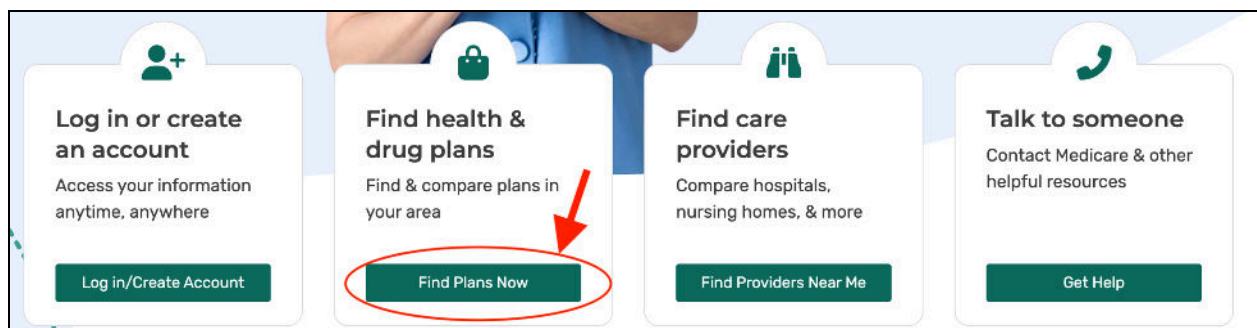 Log in or create
an account
Access your information
anytime, anywhere
Log in/Create Account
Find health &
drug plans
Find & compare plans in
your area
Find Plans Now
Find care
providers
Compare hospitals,
nursing homes, & more
Find Providers Near Me
Talk to someone
Contact Medicare & other
helpful resources
Get Help